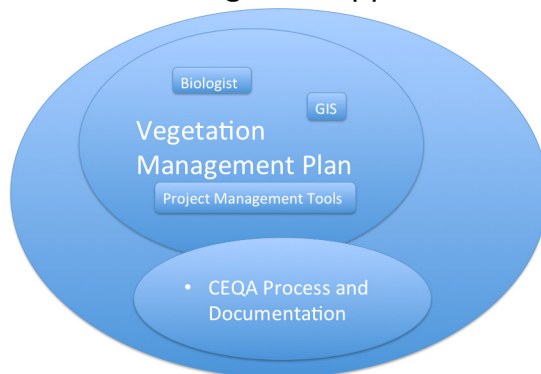 Biologist
GIS
Vegetation
Management Plan
Project Management Tools
• CEQA Process and
Documentation